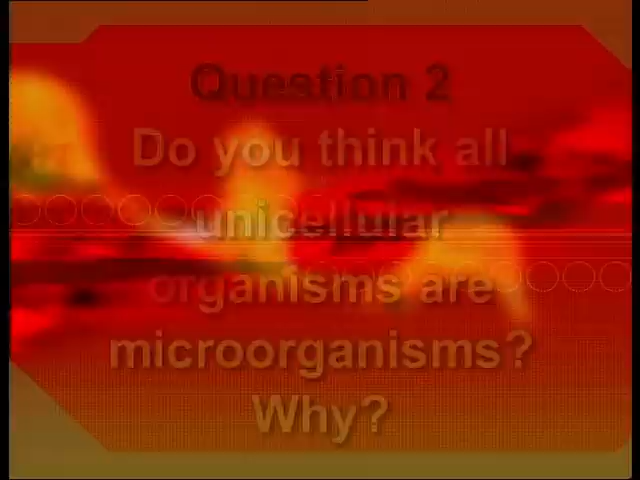 Question 2
Do you think all
unicellular
organisms are
microorganisms?
Why?